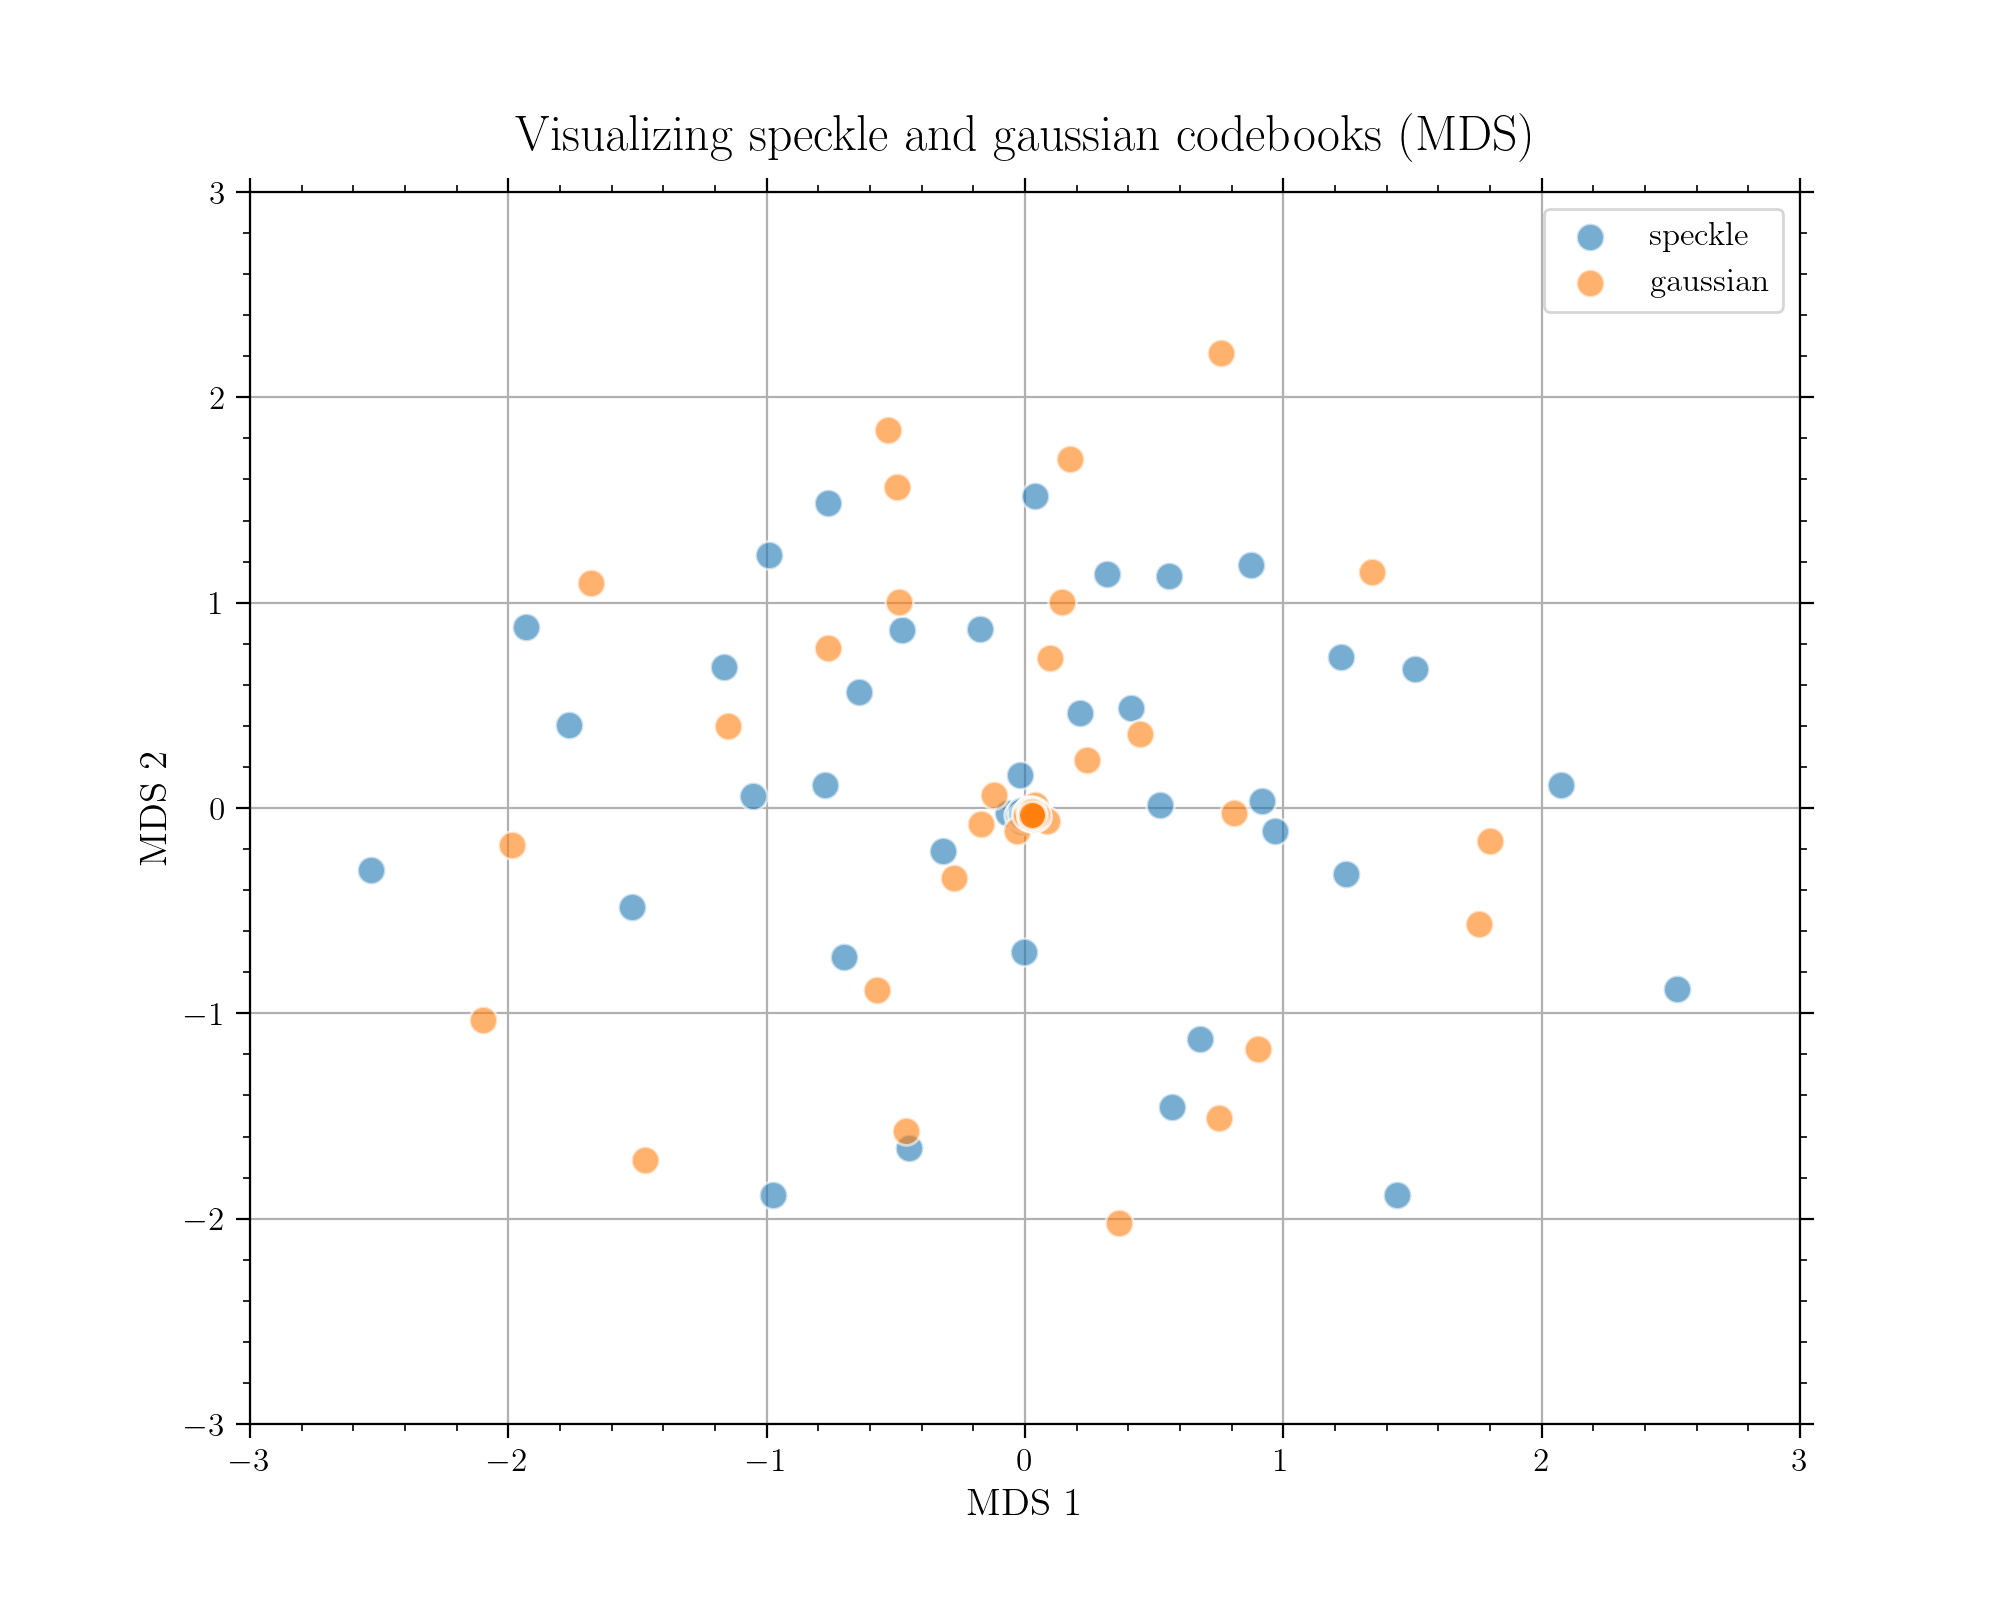 Visualizing speckle and gaussian codebooks (MDS)
speckle
gaussian
3
2
1
0
−1
−2
−3
MDS 2
−3
−2
−1
0
1
2
3
MDS 1